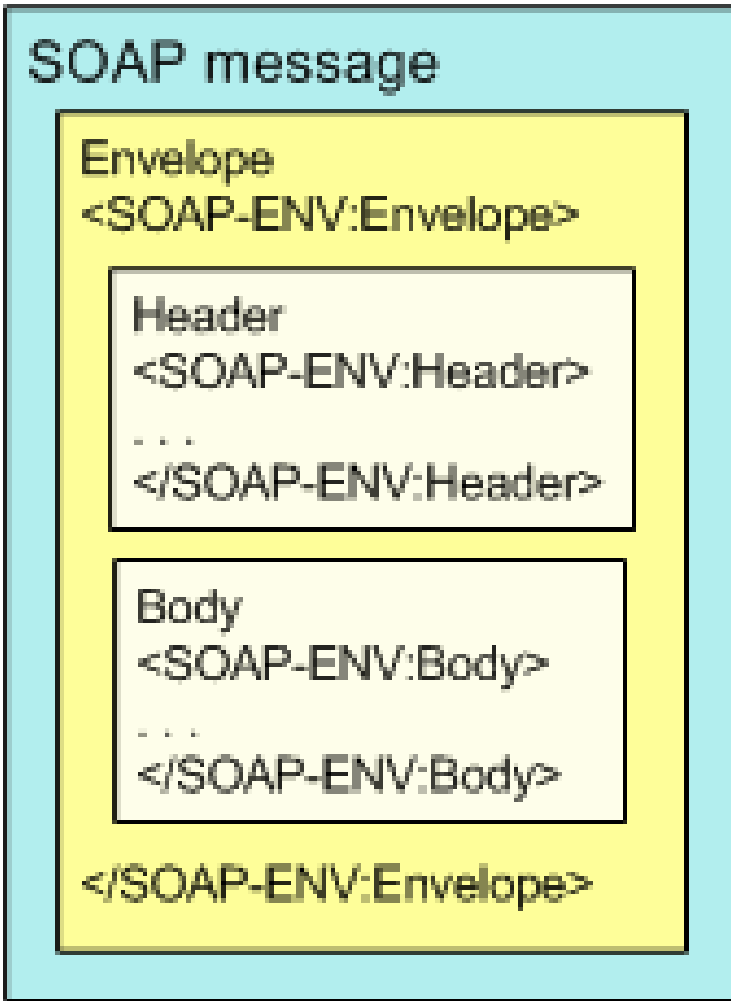 SOAP message
Envelope
<SOAP-ENV:Envelope>
Header
<SOAP-ENV:Header>
. . .
</SOAP-ENV:Header>
Body
<SOAP-ENV:Body>
. . .
</SOAP-ENV:Body>
</SOAP-ENV:Envelope>